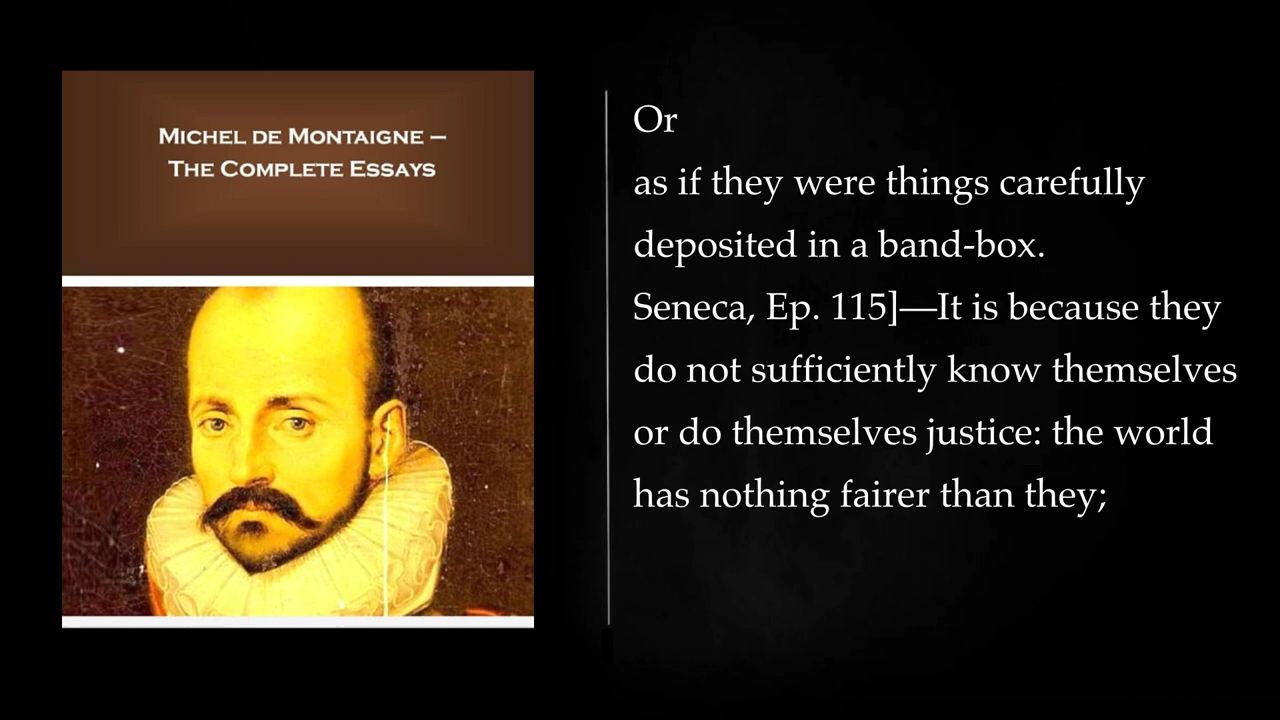 MICHEL DE MONTAIGNE –
THE COMPLETE ESSAYS
Or
as if they were things carefully
deposited in a band-box.
Seneca, Ep. 115]—It is because they
do not sufficiently know themselves
or do themselves justice: the world
has nothing fairer than they;